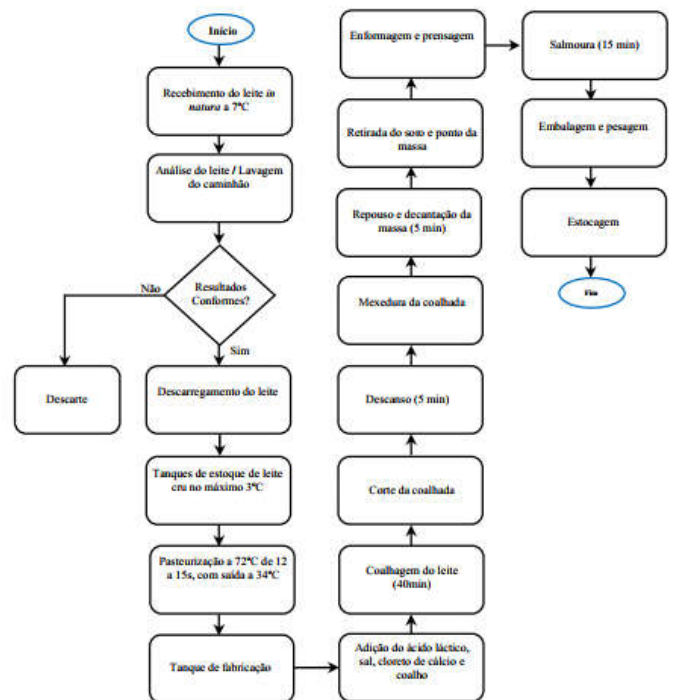 Início
Recebimento do leite in
natura a 7ºC
Análise do leite / Lavagem
do caminhão
Resultados
Conformes?
Não
Sim
Descarte
Descarregamento do leite
Tanques de estoque de leite
cru no máximo 3ºC
Pasteurização a 72ºC de 12
a 15s, com saída a 34ºC
Tanque de fabricação
Adição do ácido láctico,
sal, cloreto de cálcio e
coalho
Coalhagem do leite
(40min)
Corte da coalhada
Descanso (5 min)
Mexedura da coalhada
Repouso e decantação da
massa (5 min)
Retirada do soro e ponto da
massa
Enformagem e prensagem
Salmoura (15 min)
Embalagem e pesagem
Estocagem
Fim